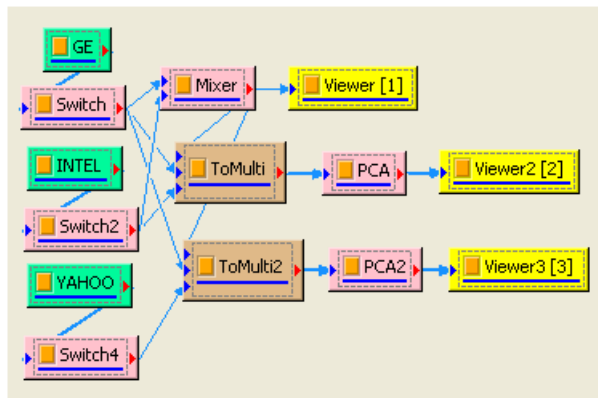 GE
Switch
Mixer
Viewer [1]
INTEL
ToMulti
PCA
Viewer2 [2]
Switch2
YAHOO
ToMulti2
PCA2
Viewer3 [3]
Switch4